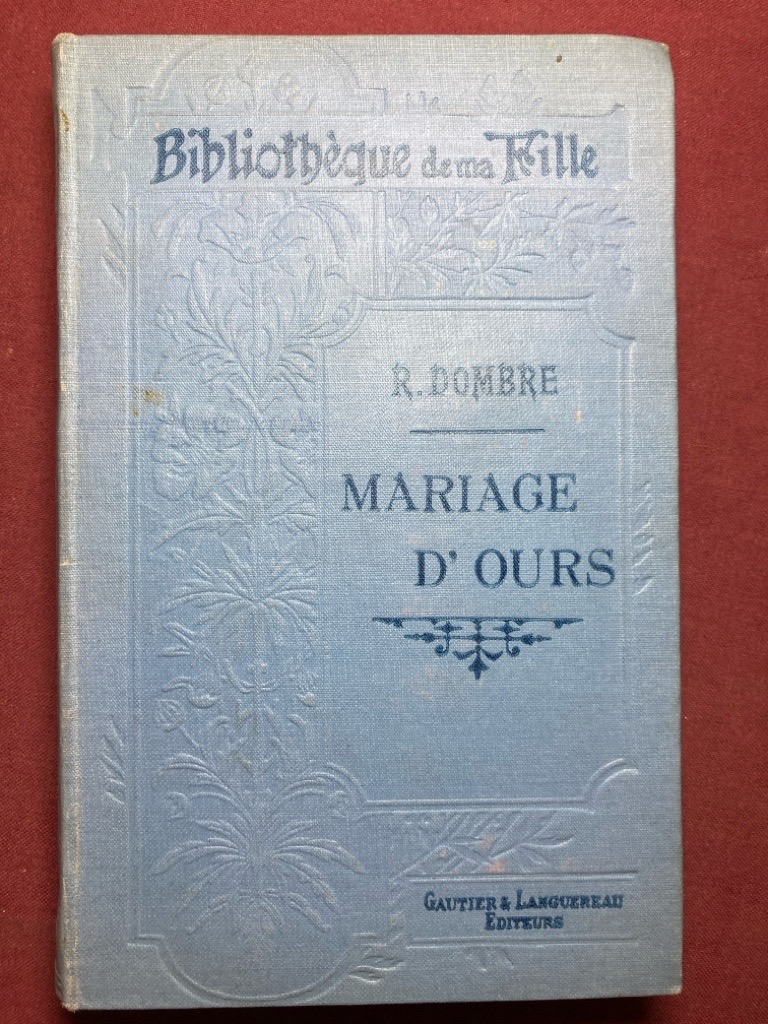 Bibliothèque de ma Fille
R. DOMBRE
MARIAGE
D' OURS
GAUTIER & LANGUEREAU
EDITEURS